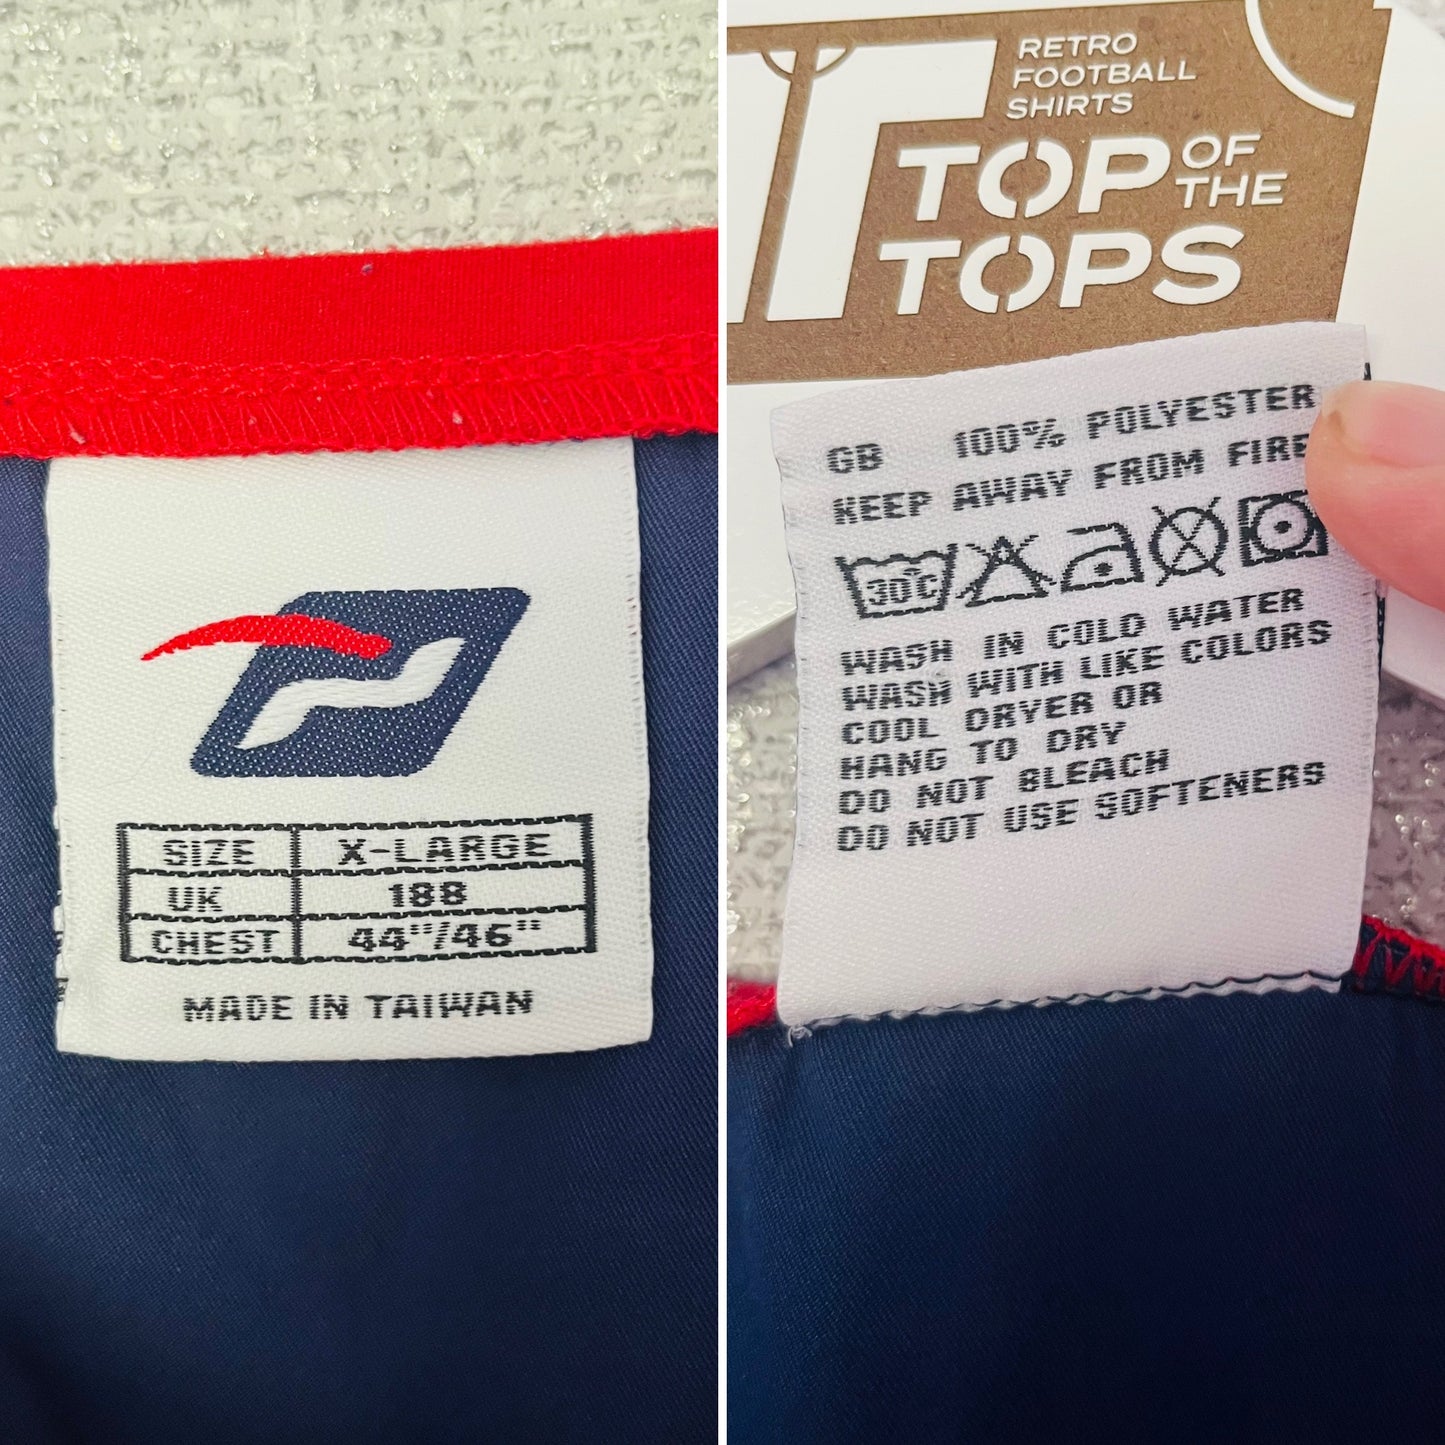 SIZE X-LARGE
UK 188
CHEST 44"/46"
MADE IN TAIWAN
RETRO
FOOTBALL
SHIRTS
TOP OF THE
TOPS
GB 100% POLYESTER
KEEP AWAY FROM FIRE
30°C
WASH IN COLD WATER
WASH WITH LIKE COLORS
COOL DRYER OR
HANG TO DRY
DO NOT BLEACH
DO NOT USE SOFTENERS